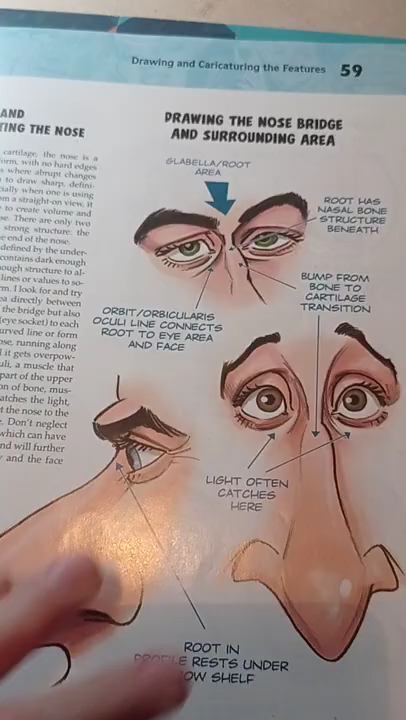 Drawing and Caricaturing the Features 59
AND
TING THE NOSE
cartilage, the nose is a
form, with no hard edges
s where abrupt changes
to draw sharp, defini-
cially when one is using
om a straight-on view, it
to create volume and
se. There are only two
strong structure: the
e end of the nose.
defined by the under-
contains dark enough
ough structure to al-
lines or values to so-
rm. I look for and try
ea directly between
the bridge but also
(eye socket) to each
urved line or form
ose, running along
l it gets overpow-
uli, a muscle that
part of the upper
on of bone, mus-
atches the light,
t the nose to the
. Don't neglect
which can have
nd will further
y and the face
DRAWING THE NOSE BRIDGE
AND SURROUNDING AREA
GLABELLA/ROOT
AREA
ROOT HAS
NASAL BONE
STRUCTURE
BENEATH
ORBIT/ORBICULARIS
OCULI LINE CONNECTS
ROOT TO EYE AREA
AND FACE
BUMP FROM
BONE TO
CARTILAGE
TRANSITION
LIGHT OFTEN
CATCHES
HERE
ROOT IN
PROFILE RESTS UNDER
OW SHELF